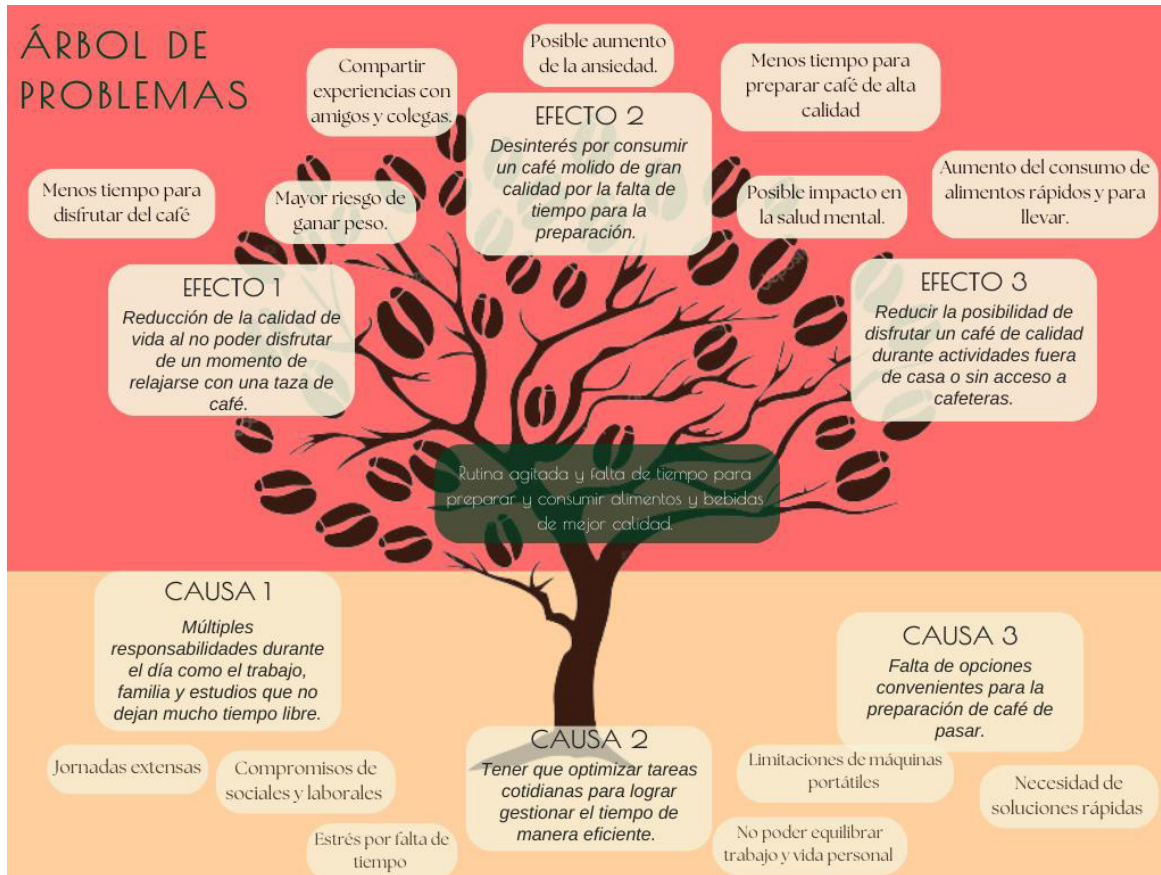 ÁRBOL DE
PROBLEMAS
Compartir
experiencias con
amigos y colegas.
Posible aumento
de la ansiedad.
Menos tiempo para
preparar café de alta
calidad
Menos tiempo para
disfrutar del café
Mayor riesgo de
ganar peso.
EFECTO 2
Desinterés por consumir
un café molido de gran
calidad por la falta de
tiempo para la
preparación.
Posible impacto en
la salud mental.
Aumento del consumo de
alimentos rápidos y para
llevar.
EFECTO 1
Reducción de la calidad de
vida al no poder disfrutar
de un momento de
relajarse con una taza de
café.
EFECTO 3
Reducir la posibilidad de
disfrutar un café de calidad
durante actividades fuera
de casa o sin acceso a
cafeteras.
Rutina agitada y falta de tiempo para
preparar y consumir alimentos y bebidas
de mejor calidad.
CAUSA 1
Múltiples
responsabilidades durante
el día como el trabajo,
familia y estudios que no
dejan mucho tiempo libre.
CAUSA 3
Falta de opciones
convenientes para la
preparación de café de
pasar.
Jornadas extensas
Compromisos de
sociales y laborales
Estrés por falta de
tiempo
CAUSA 2
Tener que optimizar tareas
cotidianas para lograr
gestionar el tiempo de
manera eficiente.
Limitaciones de máquinas
portátiles
No poder equilibrar
trabajo y vida personal
Necesidad de
soluciones rápidas